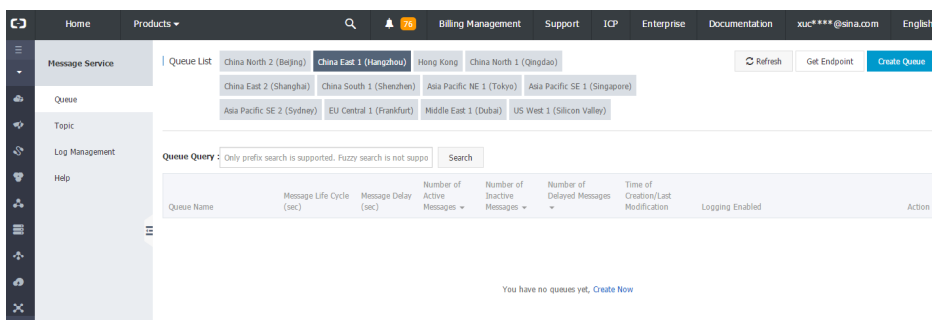 Home Products 76 Billing Management Support ICP Enterprise Documentation xuc****@sina.com English
Message Service
Queue
Topic
Log Management
Help
Queue List China North 2 (Beijing) China East 1 (Hangzhou) Hong Kong China North 1 (Qingdao)
China East 2 (Shanghai) China South 1 (Shenzhen) Asia Pacific NE 1 (Tokyo) Asia Pacific SE 1 (Singapore)
Asia Pacific SE 2 (Sydney) EU Central 1 (Frankfurt) Middle East 1 (Dubai) US West 1 (Silicon Valley)
Refresh Get Endpoint Create Queue
Queue Query : Only prefix search is supported. Fuzzy search is not suppo Search
Queue Name
Message Life Cycle
(sec)
Message Delay
(sec)
Number of
Active
Messages
Number of
Inactive
Messages
Number of
Delayed Messages
Time of
Creation/Last
Modification
Logging Enabled
Action
You have no queues yet, Create Now